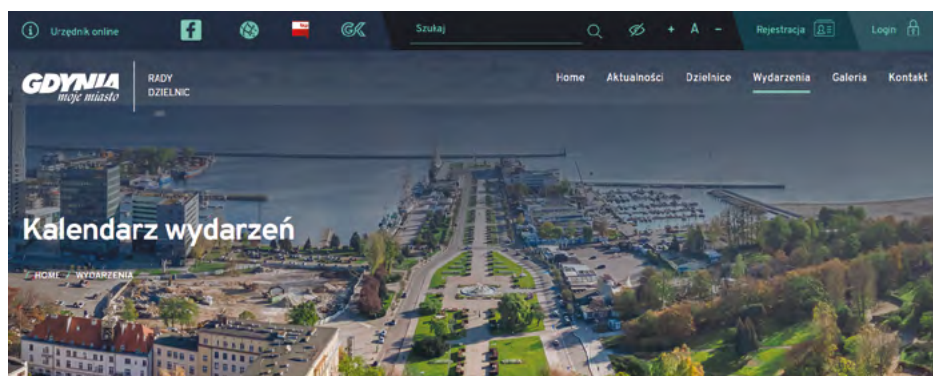 Urzędnik online
Szukaj
+ A -
Rejestracja
Login
GDYNIA
moje miasto
RADY
DZIELNIC
Home Aktualności Dzielnice Wydarzenia Galeria Kontakt
Kalendarz wydarzeń
/ HOME / WYDARZENIA